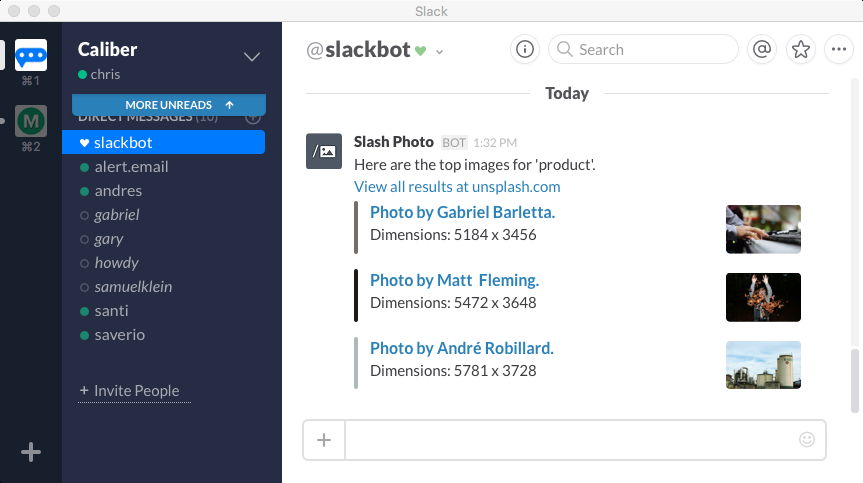 Slack
⌘1
M
⌘2
Caliber
chris
MORE UNREADS ↑
DIRECT MESSAGES (10)
slackbot
alert.email
andres
gabriel
gary
howdy
samuelklein
santi
saverio
+ Invite People
@slackbot
Search
@
Today
Slash Photo BOT 1:32 PM
Here are the top images for 'product'.
View all results at unsplash.com
Photo by Gabriel Barletta.
Dimensions: 5184 x 3456
Photo by Matt Fleming.
Dimensions: 5472 x 3648
Photo by André Robillard.
Dimensions: 5781 x 3728